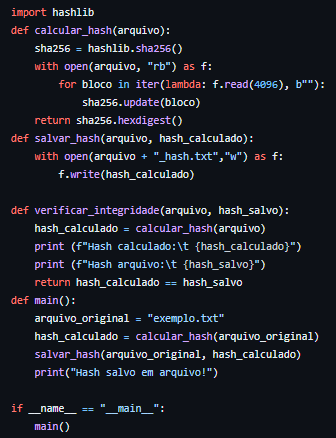 import hashlib
def calcular_hash(arquivo):
    sha256 = hashlib.sha256()
    with open(arquivo, "rb") as f:
        for bloco in iter(lambda: f.read(4096), b""):
            sha256.update(bloco)
    return sha256.hexdigest()
def salvar_hash(arquivo, hash_calculado):
    with open(arquivo + "_hash.txt","w") as f:
        f.write(hash_calculado)

def verificar_integridade(arquivo, hash_salvo):
    hash_calculado = calcular_hash(arquivo)
    print (f"Hash calculado:\t {hash_calculado}")
    print (f"Hash arquivo:\t {hash_salvo}")
    return hash_calculado == hash_salvo
def main():
    arquivo_original = "exemplo.txt"
    hash_calculado = calcular_hash(arquivo_original)
    salvar_hash(arquivo_original, hash_calculado)
    print("Hash salvo em arquivo!")

if __name__ == "__main__":
    main()